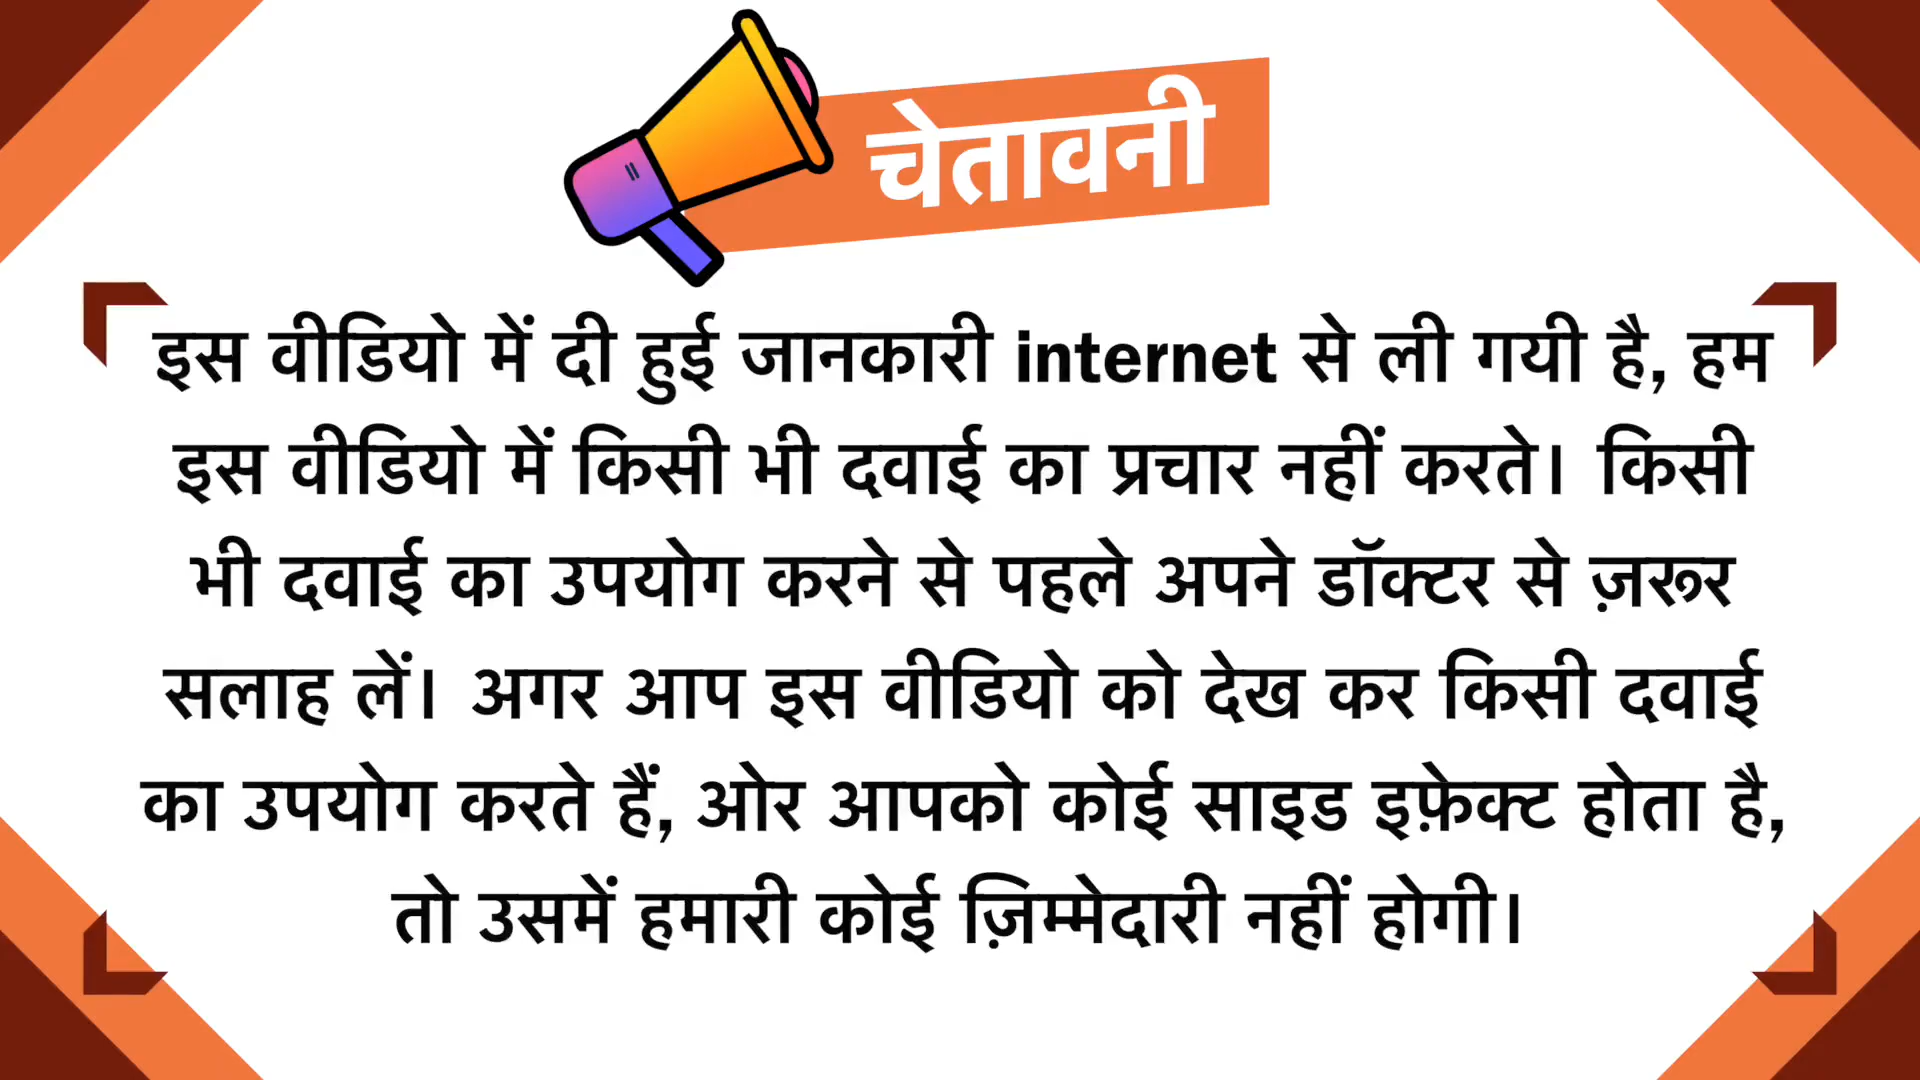 चेतावनी
इस वीडियो में दी हुई जानकारी internet से ली गयी है, हम
इस वीडियो में किसी भी दवाई का प्रचार नहीं करते। किसी
भी दवाई का उपयोग करने से पहले अपने डॉक्टर से ज़रूर
सलाह लें। अगर आप इस वीडियो को देख कर किसी दवाई
का उपयोग करते हैं, ओर आपको कोई साइड इफ़ेक्ट होता है,
तो उसमें हमारी कोई ज़िम्मेदारी नहीं होगी।